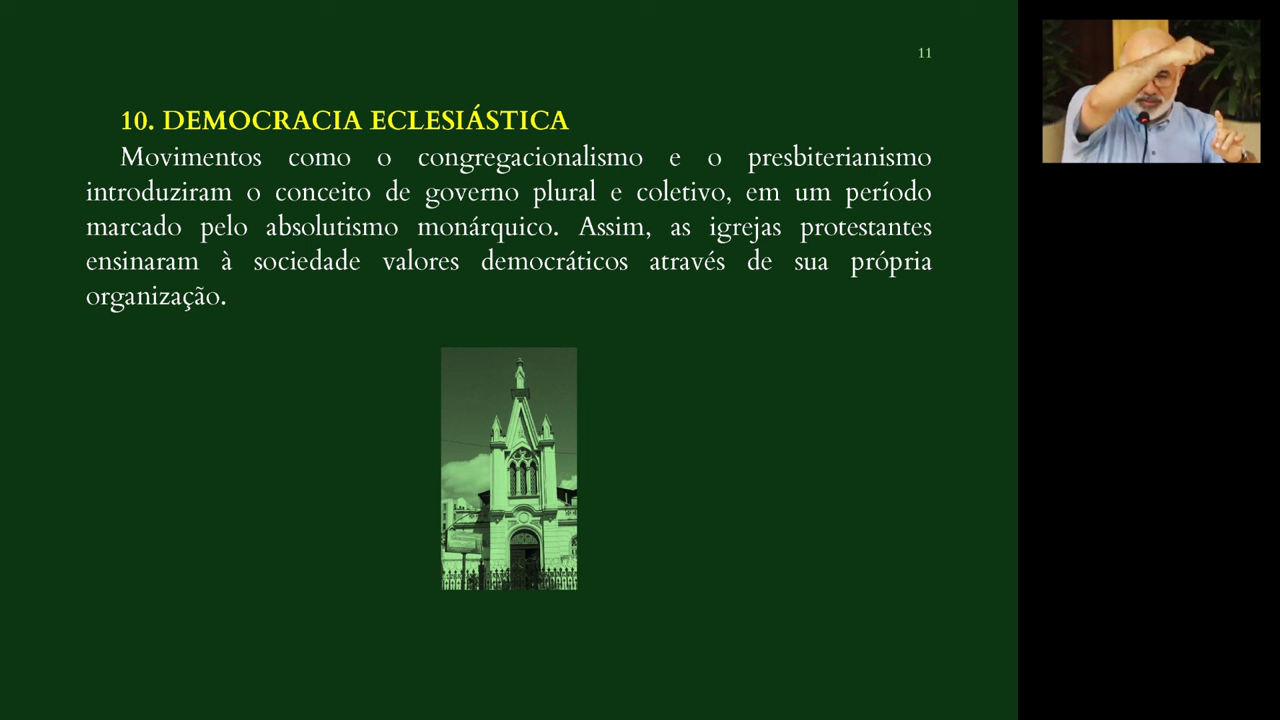 11
10. DEMOCRACIA ECLESIÁSTICA
Movimentos como o congregacionalismo e o presbiterianismo
introduziram o conceito de governo plural e coletivo, em um período
marcado pelo absolutismo monárquico. Assim, as igrejas protestantes
ensinaram à sociedade valores democráticos através de sua própria
organização.